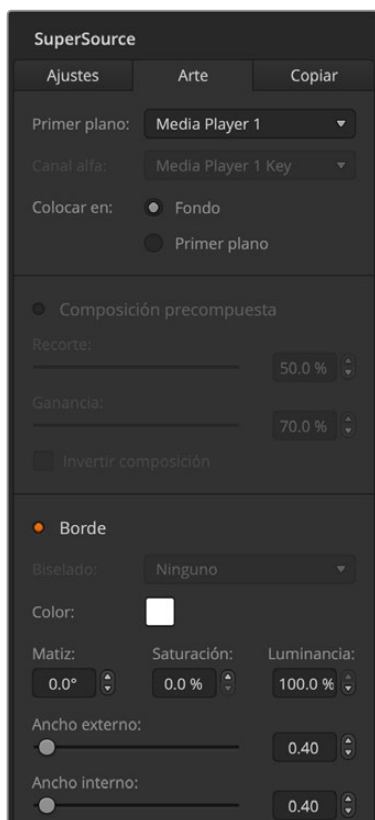 SuperSource
Ajustes Arte Copiar
Primer plano: Media Player 1
Canal alfa: Media Player 1 Key
Colocar en: Fondo
Primer plano
Composición precompuesta
Recorte:
50.0 %
Ganancia:
70.0 %
Invertir composición
Borde
Biselado: Ninguno
Color:
Matiz: Saturación: Luminancia:
0.0° 0.0 % 100.0 %
Ancho externo:
0.40
Ancho interno:
0.40